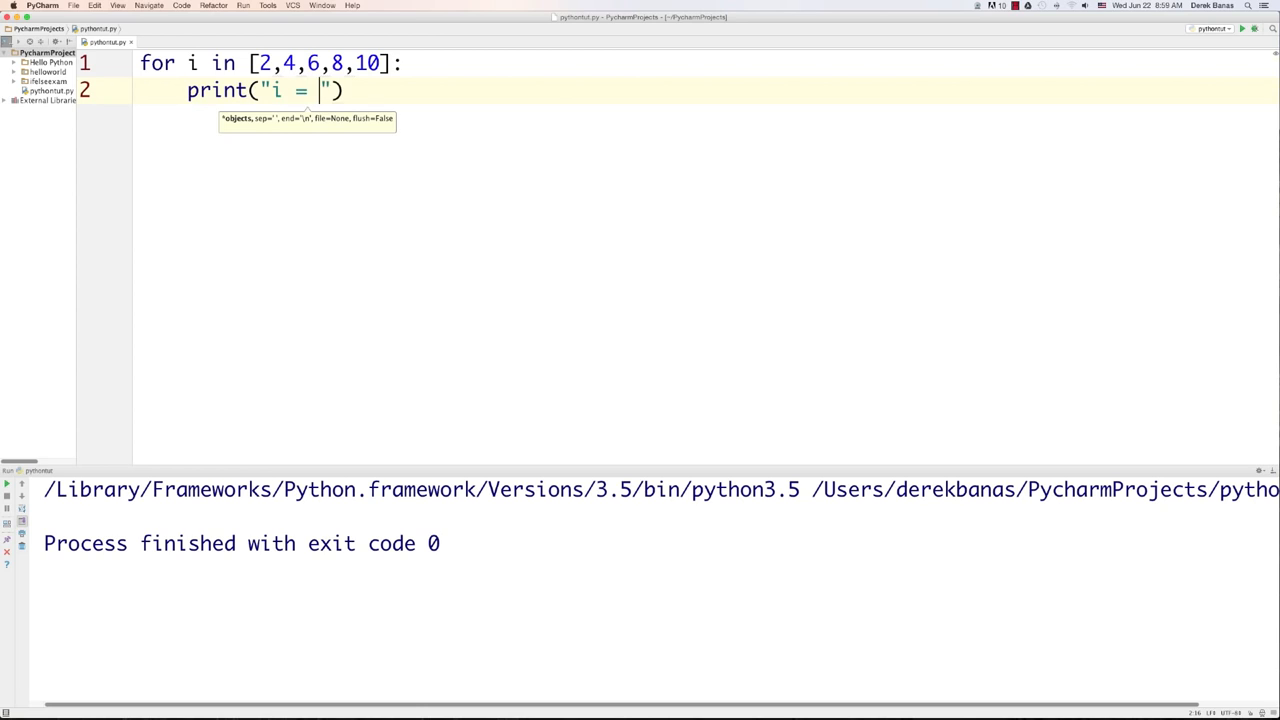 PyCharm File Edit View Navigate Code Refactor Run Tools VCS Window Help 10 Wed Jun 22 8:59 AM Derek Banas
pythontut.py - PycharmProjects - [~/PycharmProjects]
PycharmProjects pythontut.py pythontut
pythontut.py
PycharmProject
Hello Python
helloworld
ifelseexam
pythontut.py
External Librarie
1 for i in [2,4,6,8,10]:
2 print("i = ")
*objects, sep=' ', end='\n', file=None, flush=False
Run pythontut
/Library/Frameworks/Python.framework/Versions/3.5/bin/python3.5 /Users/derekbanas/PycharmProjects/pytho
Process finished with exit code 0
2:16 LF UTF-8